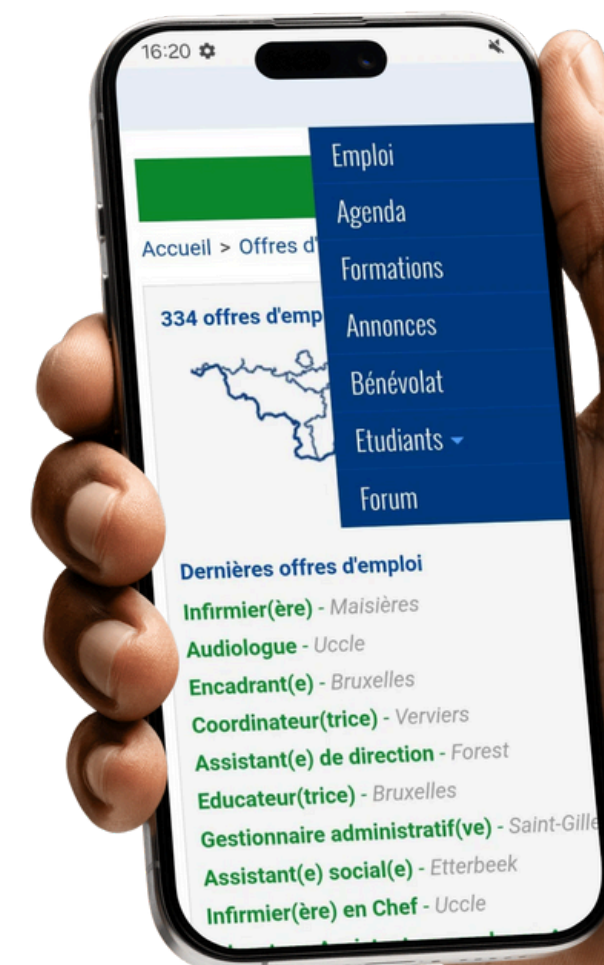 16:20
Emploi
Agenda
Accueil > Offres d'
Formations
334 offres d'emp
Annonces
Bénévolat
Etudiants
Forum
Dernières offres d'emploi
Infirmier(ère) - Maisières
Audiologue - Uccle
Encadrant(e) - Bruxelles
Coordinateur(trice) - Verviers
Assistant(e) de direction - Forest
Educateur(trice) - Bruxelles
Gestionnaire administratif(ve) - Saint-Gille
Assistant(e) social(e) - Etterbeek
Infirmier(ère) en Chef - Uccle